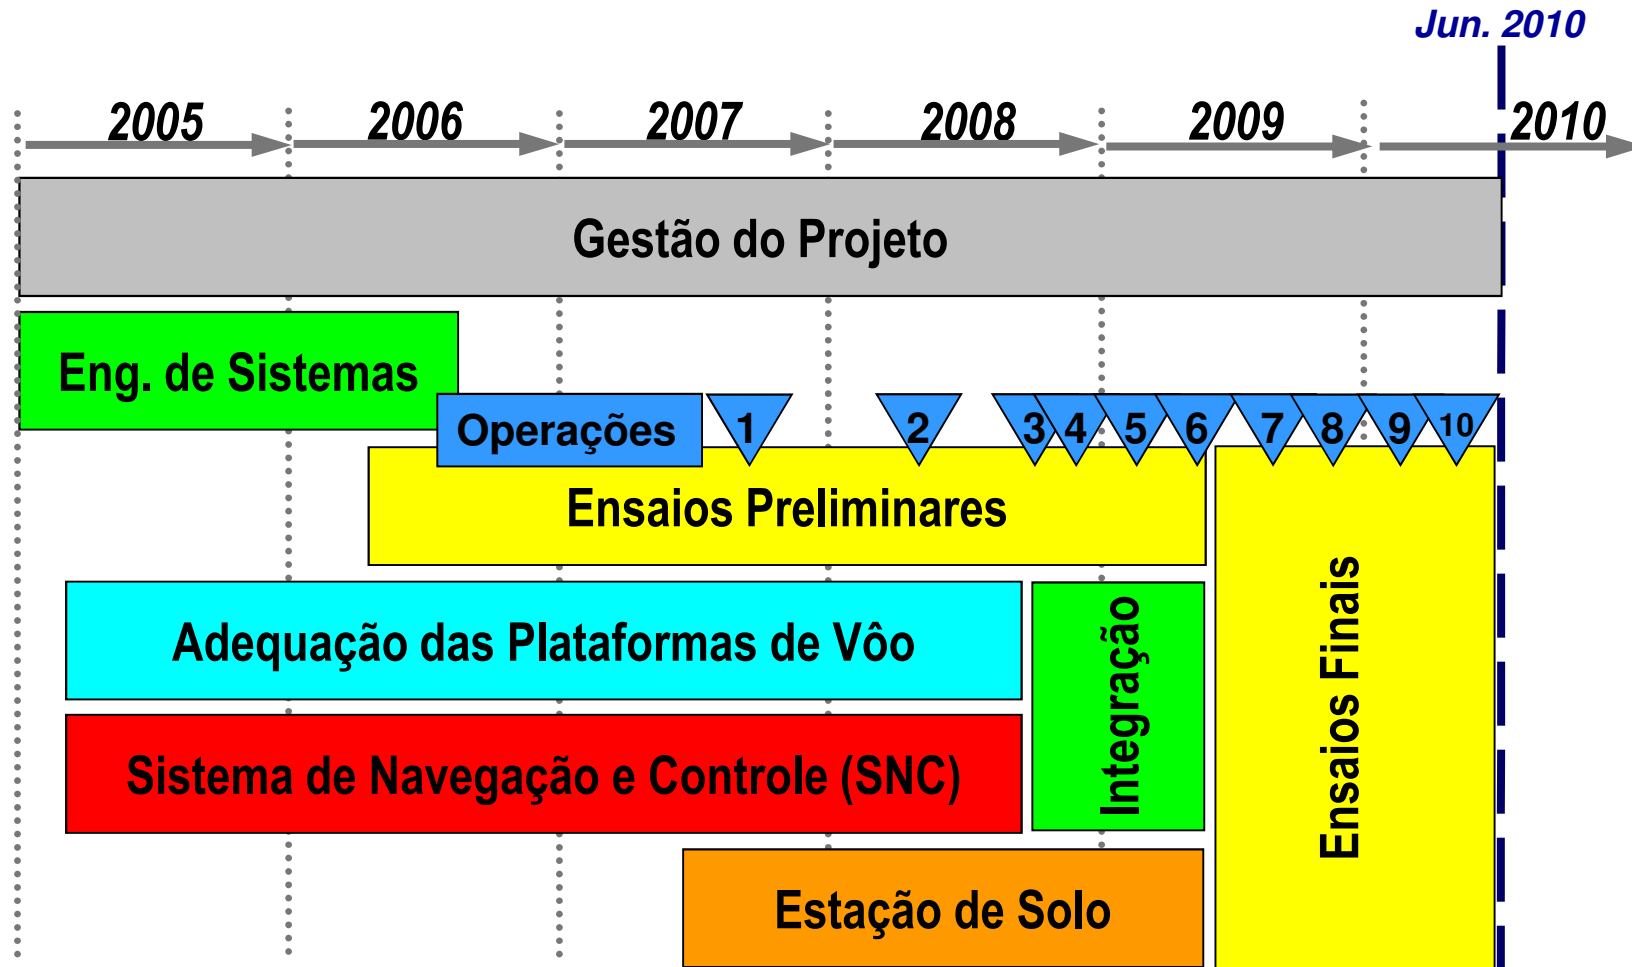 Jun. 2010
2005 2006 2007 2008 2009 2010
Gestão do Projeto
Eng. de Sistemas
Operações 1 2 3 4 5 6 7 8 9 10
Ensaios Preliminares
Adequação das Plataformas de Vôo
Integração
Ensaios Finais
Sistema de Navegação e Controle (SNC)
Estação de Solo